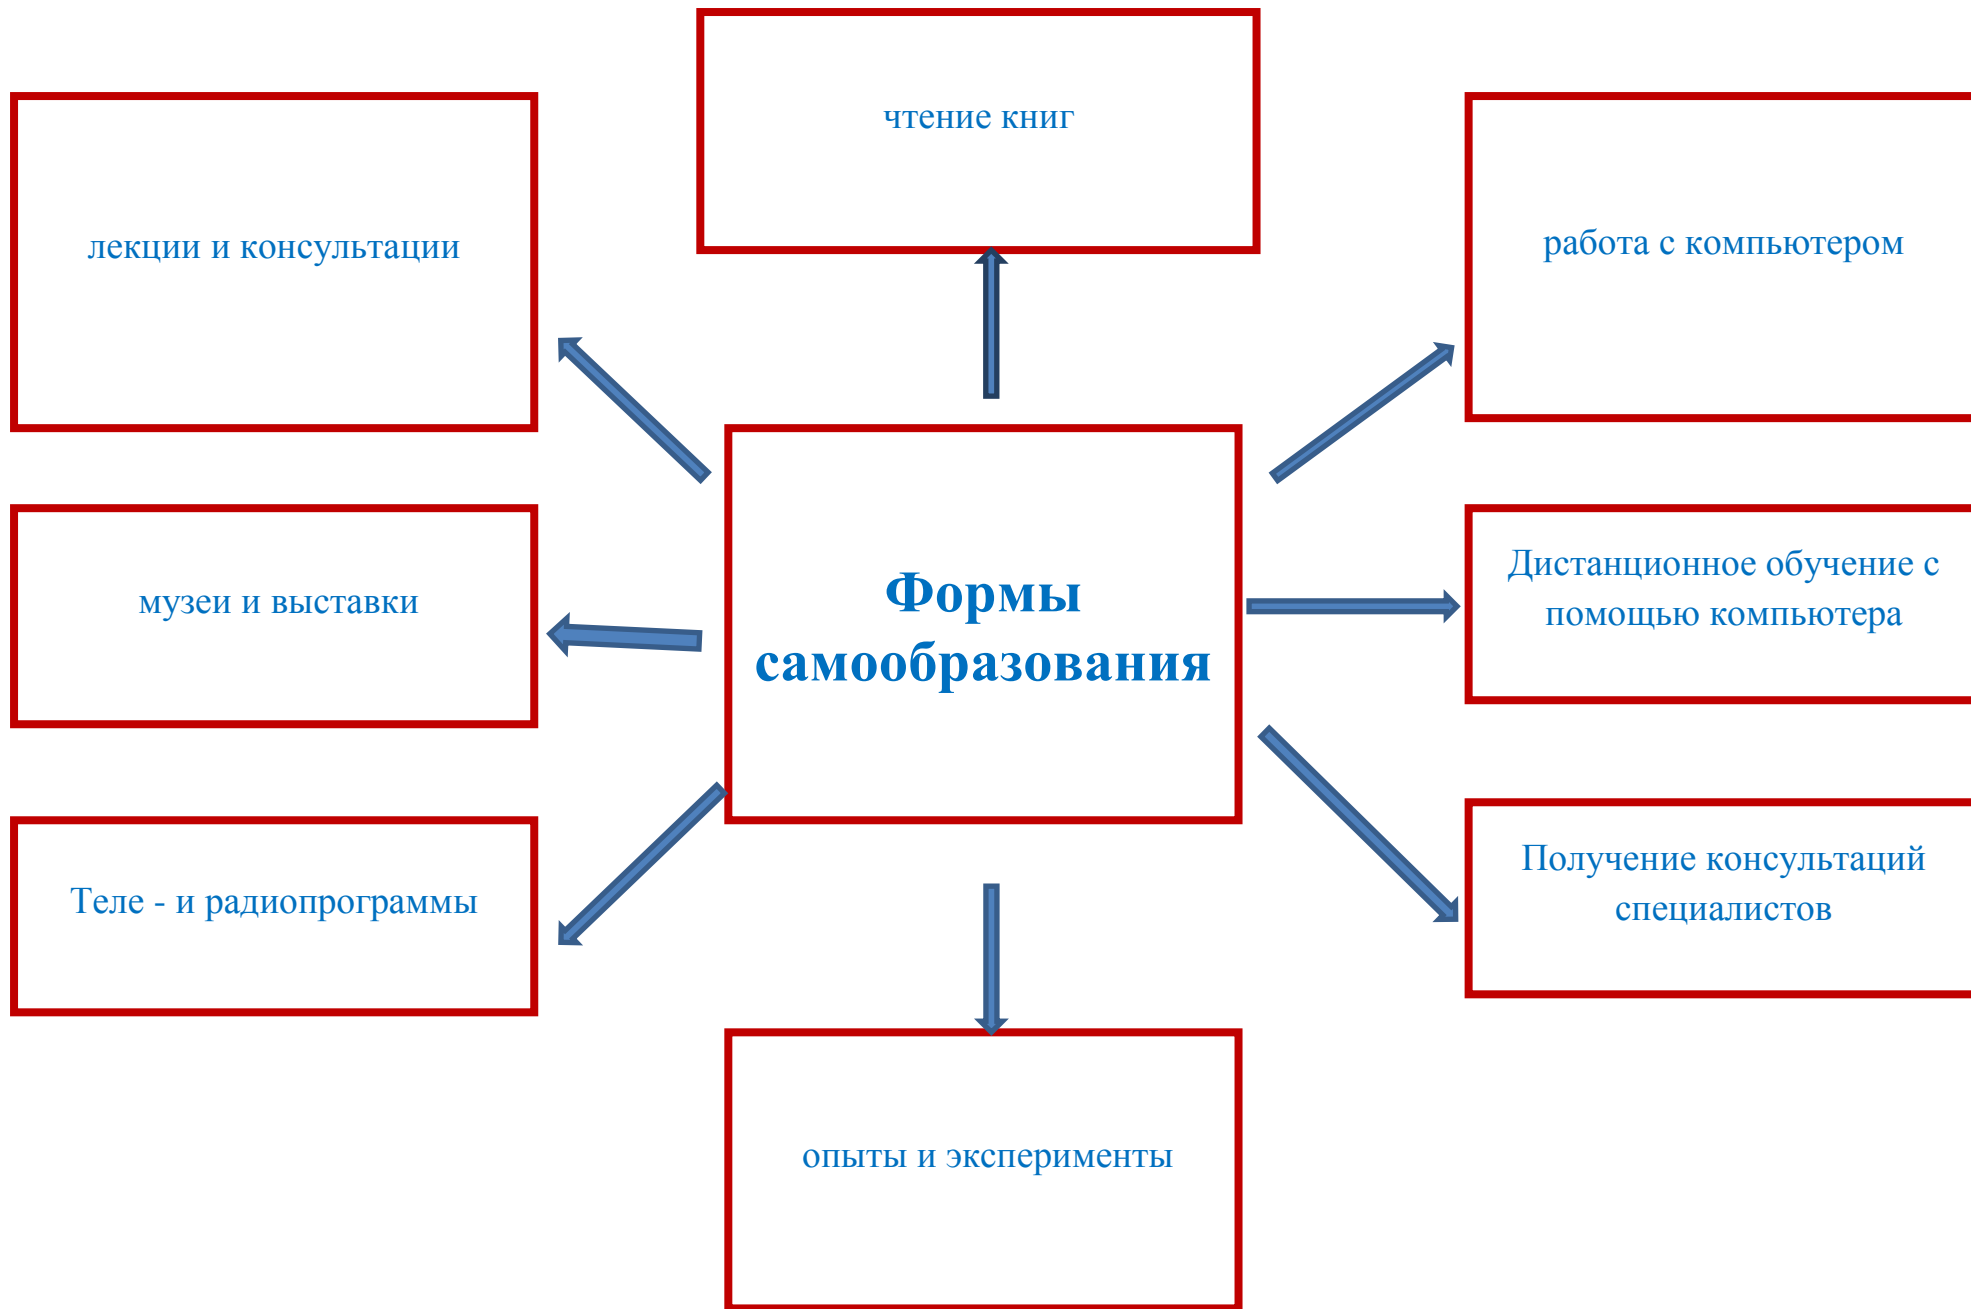 чтение книг
лекции и консультации
работа с компьютером
Формы
самообразования
музеи и выставки
Дистанционное обучение с
помощью компьютера
Теле - и радиопрограммы
Получение консультаций
специалистов
опыты и эксперименты